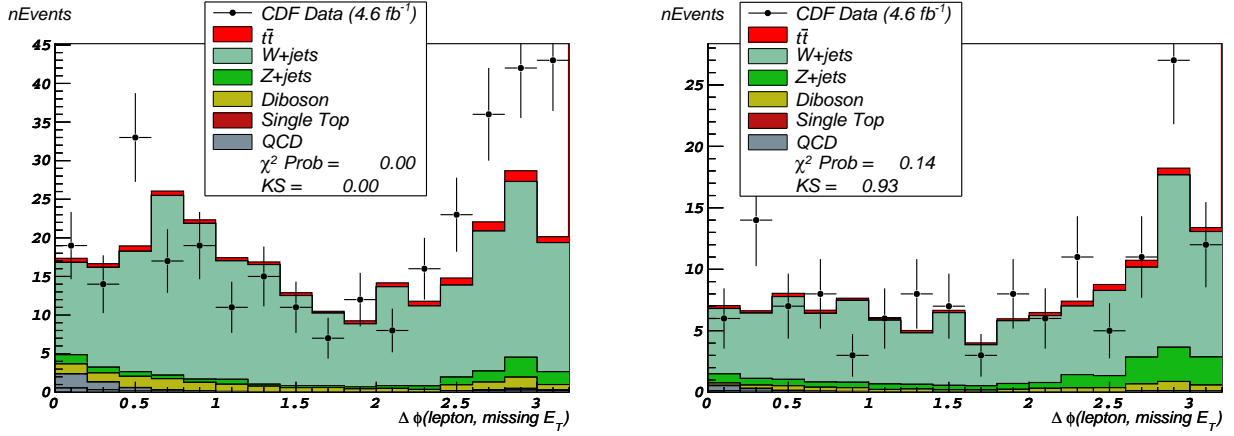 nEvents
CDF Data (4.6 fb⁻¹)
tt̄
W+jets
Z+jets
Diboson
Single Top
QCD
χ² Prob = 0.00
KS = 0.00
45
40
35
30
25
20
15
10
5
0
0 0.5 1 1.5 2 2.5 3
Δ ϕ(lepton, missing E_T)
nEvents
CDF Data (4.6 fb⁻¹)
tt̄
W+jets
Z+jets
Diboson
Single Top
QCD
χ² Prob = 0.14
KS = 0.93
25
20
15
10
5
0
0 0.5 1 1.5 2 2.5 3
Δ ϕ(lepton, missing E_T)